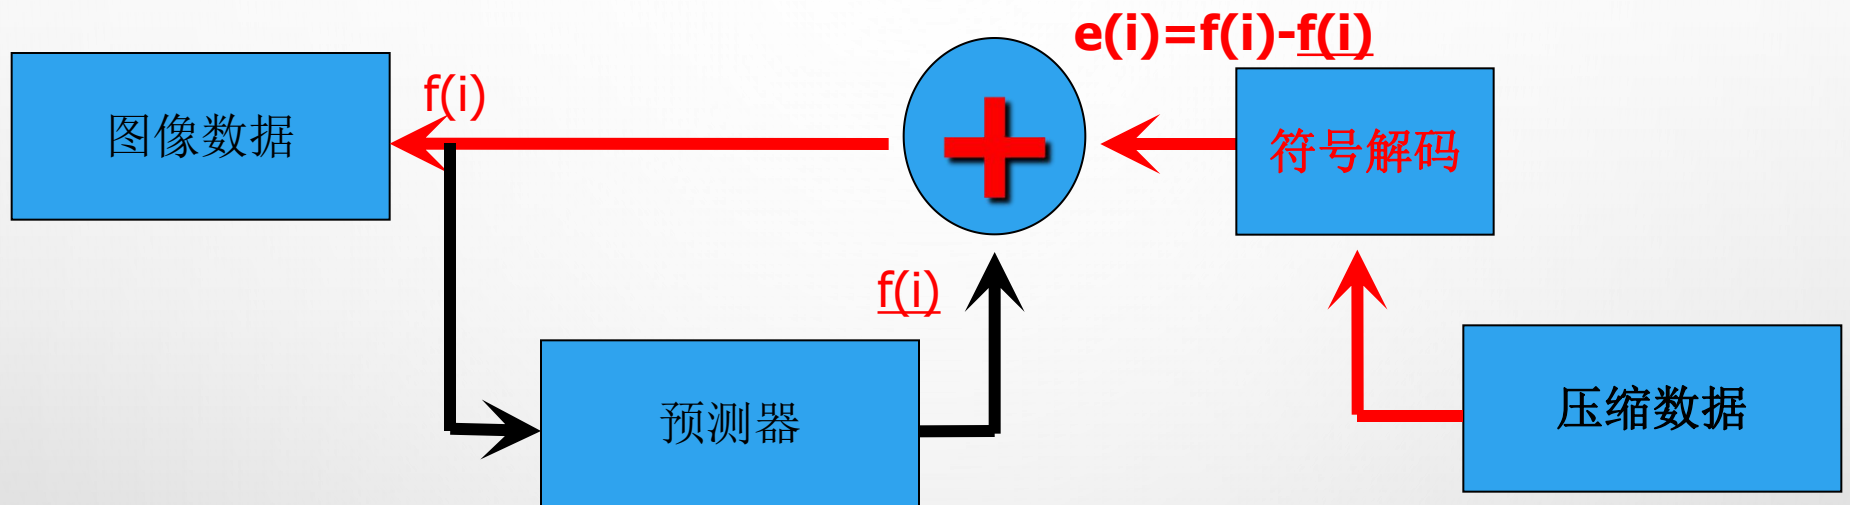 e(i)=f(i)-f(i)
图像数据
f(i)
+
符号解码
f(i)
预测器
压缩数据